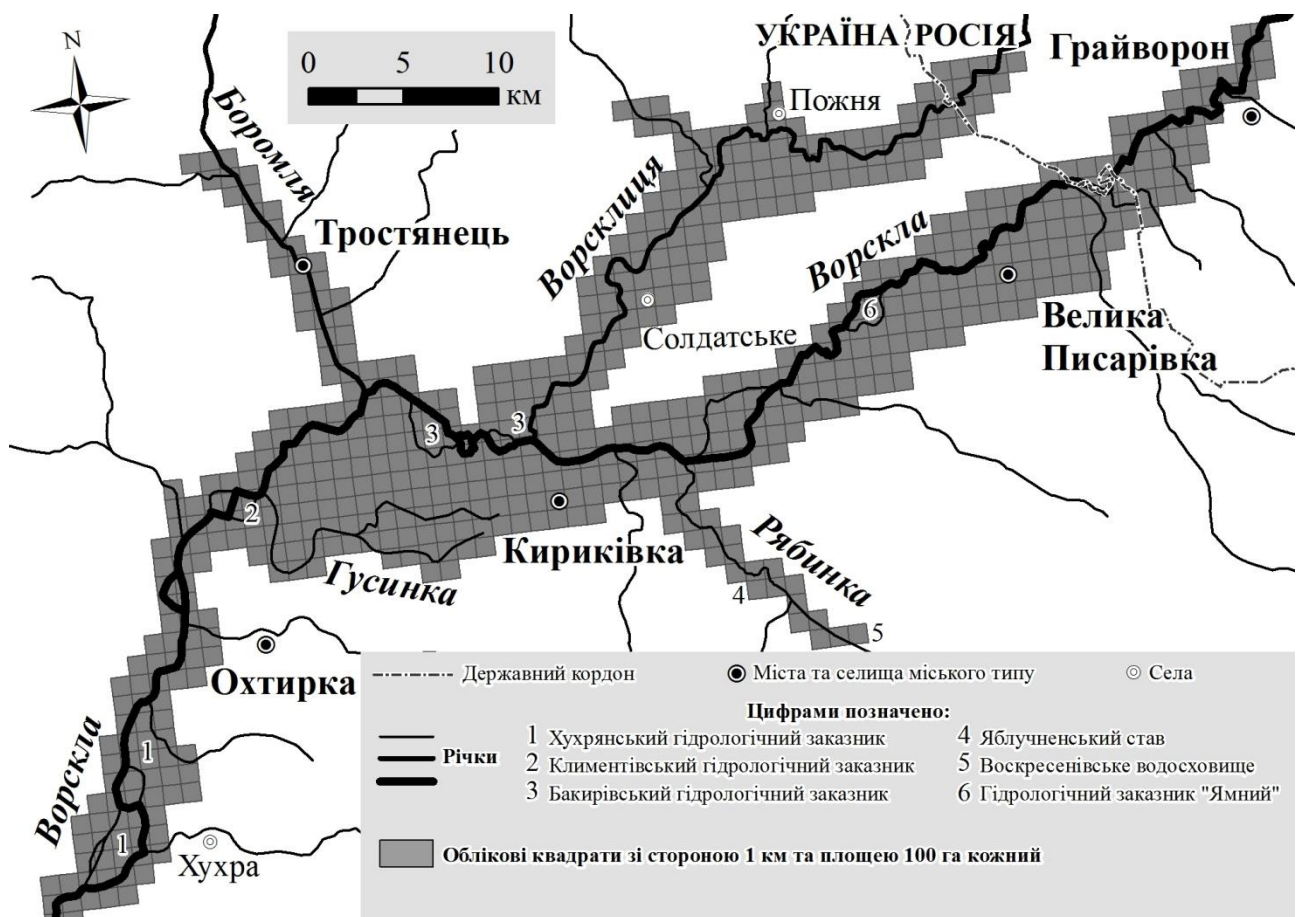 N
0 5 10
км
УКРАЇНА РОСІЯ
Грайворон
Пожня
Боромля
Тростянець
Ворсклиця
Ворскла
6
Солдатське
Велика
Писарівка
3
3
2
Кириківка
Рябинка
Гусинка
4
5
Охтирка
Ворскла
1
1
Хухра
Державний кордон
Міста та селища міського типу
Села
Цифрами позначено:
Річки
1 Хухрянський гідрологічний заказник
2 Климентівський гідрологічний заказник
3 Бакирівський гідрологічний заказник
4 Яблучненський став
5 Воскресенівське водосховище
6 Гідрологічний заказник "Ямний"
Облікові квадрати зі стороною 1 км та площею 100 га кожний